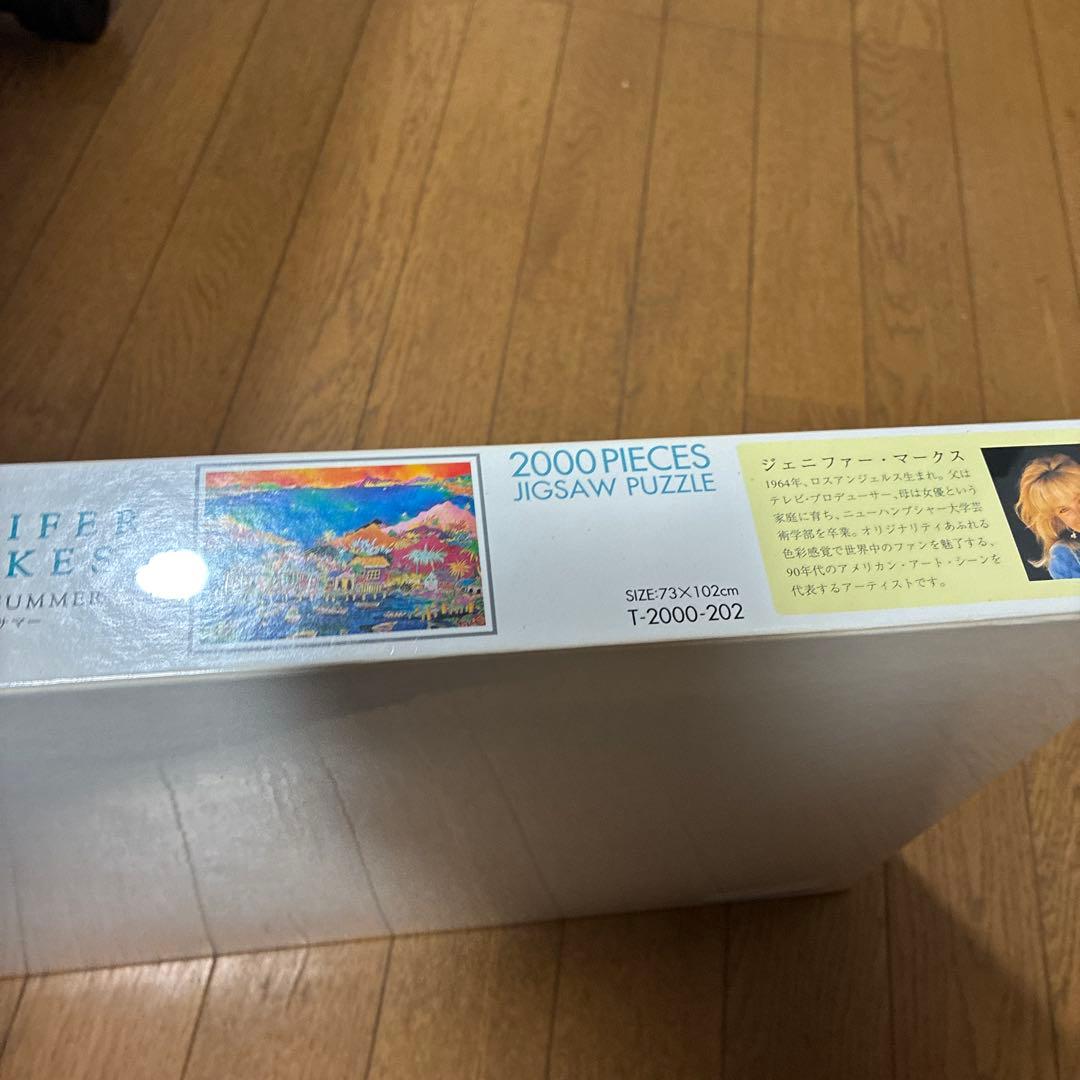 IFER
KES
SUMMER
リマー
2000 PIECES
JIGSAW PUZZLE
SIZE:73×102cm
T-2000-202
ジェニファー・マークス
1964年、ロスアンジェルス生まれ。父は
テレビ・プロデューサー、母は女優という
家庭に育ち、ニューハンプシャー大学芸
術学部を卒業。オリジナリティあふれる
色彩感覚で世界中のファンを魅了する、
90年代のアメリカン・アート・シーンを
代表するアーティストです。